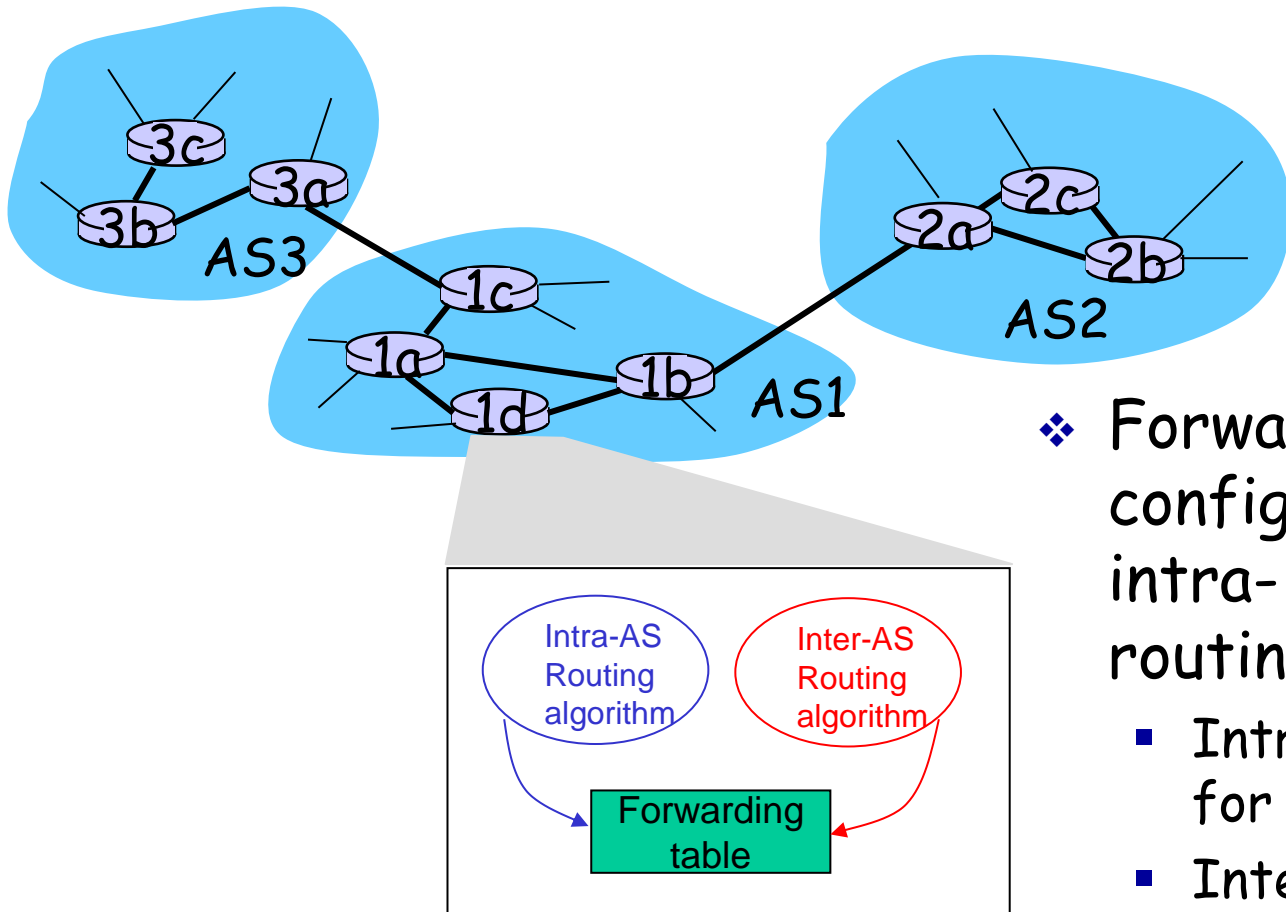 3c
3a
3b
AS3
2c
2a
2b
AS2
1c
1a
1b
1d
AS1
Intra-AS
Routing
algorithm
Inter-AS
Routing
algorithm
Forwarding
table
❖ Forwa
config
intra-
routin
▪ Intr
for
▪ Inte